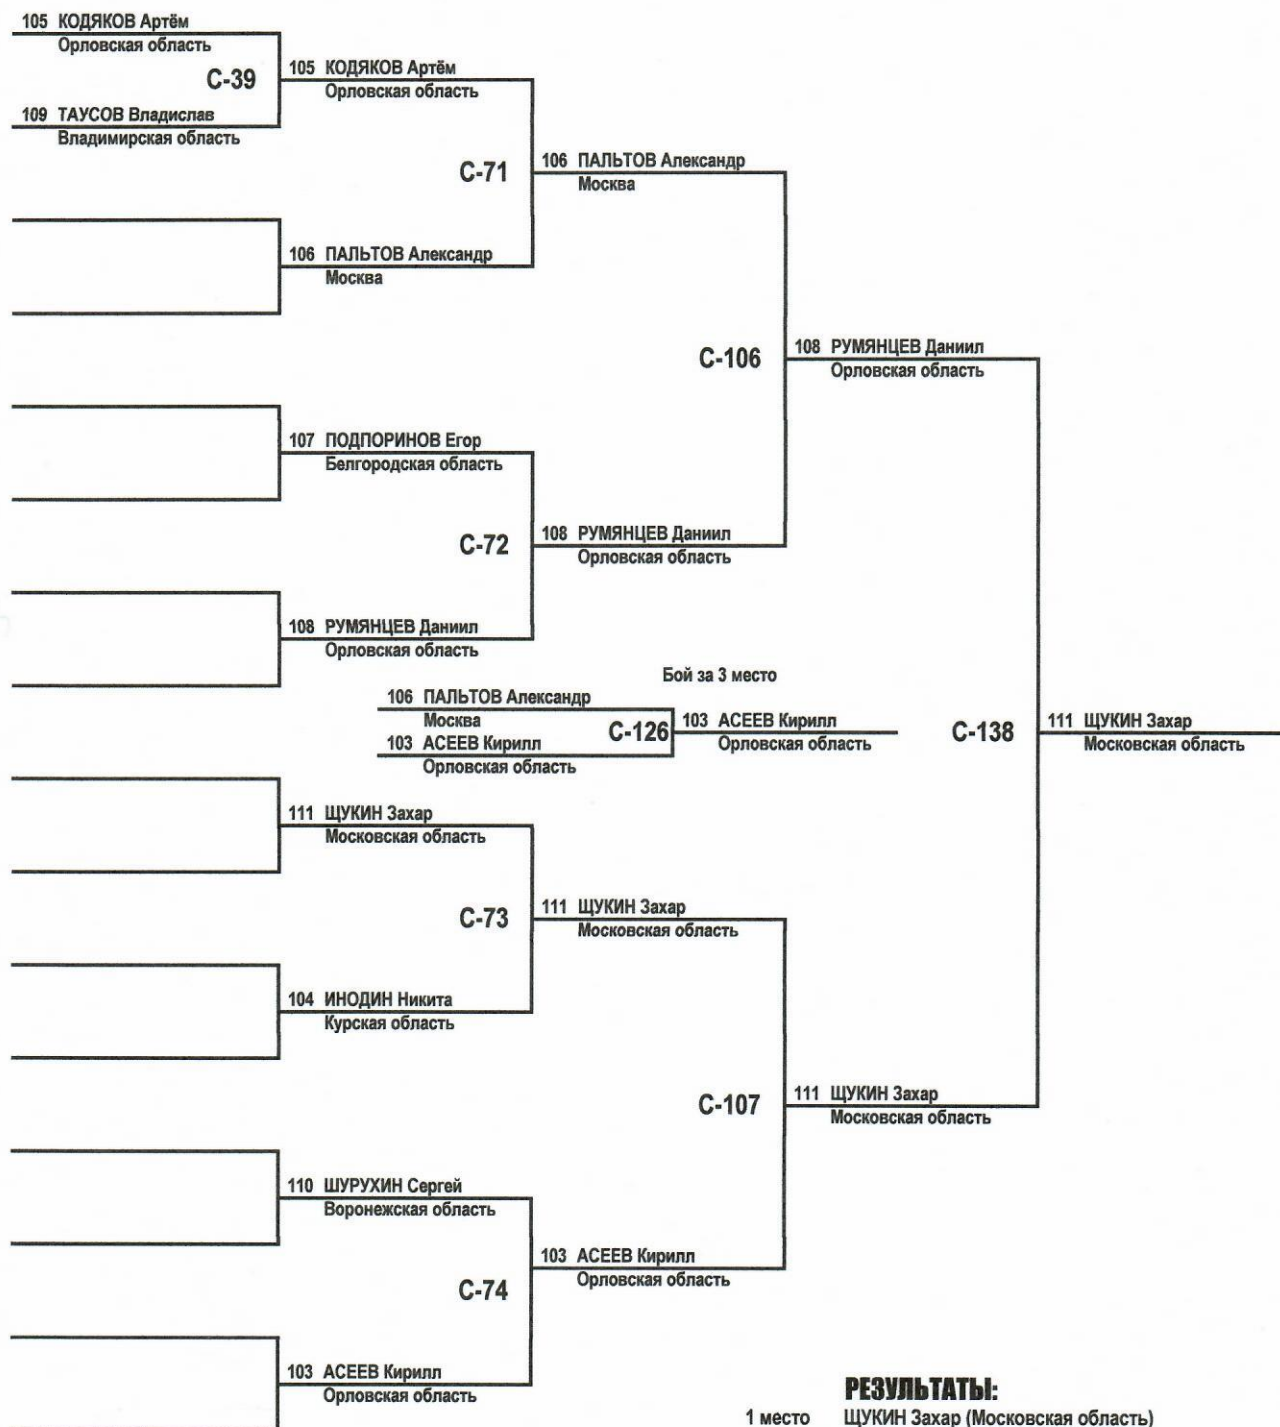 105 КОДЯКОВ Артём
Орловская область
С-39
109 ТАУСОВ Владислав
Владимирская область
105 КОДЯКОВ Артём
Орловская область
С-71
106 ПАЛЬТОВ Александр
Москва
106 ПАЛЬТОВ Александр
Москва
С-106
108 РУМЯНЦЕВ Даниил
Орловская область
107 ПОДПОРИНОВ Егор
Белгородская область
С-72
108 РУМЯНЦЕВ Даниил
Орловская область
108 РУМЯНЦЕВ Даниил
Орловская область
Бой за 3 место
106 ПАЛЬТОВ Александр
Москва
С-126
103 АСЕЕВ Кирилл
Орловская область
103 АСЕЕВ Кирилл
Орловская область
С-138
111 ЩУКИН Захар
Московская область
111 ЩУКИН Захар
Московская область
С-73
111 ЩУКИН Захар
Московская область
104 ИНОДИН Никита
Курская область
С-107
111 ЩУКИН Захар
Московская область
110 ШУРУХИН Сергей
Воронежская область
С-74
103 АСЕЕВ Кирилл
Орловская область
103 АСЕЕВ Кирилл
Орловская область
РЕЗУЛЬТАТЫ:
1 место ЩУКИН Захар (Московская область)